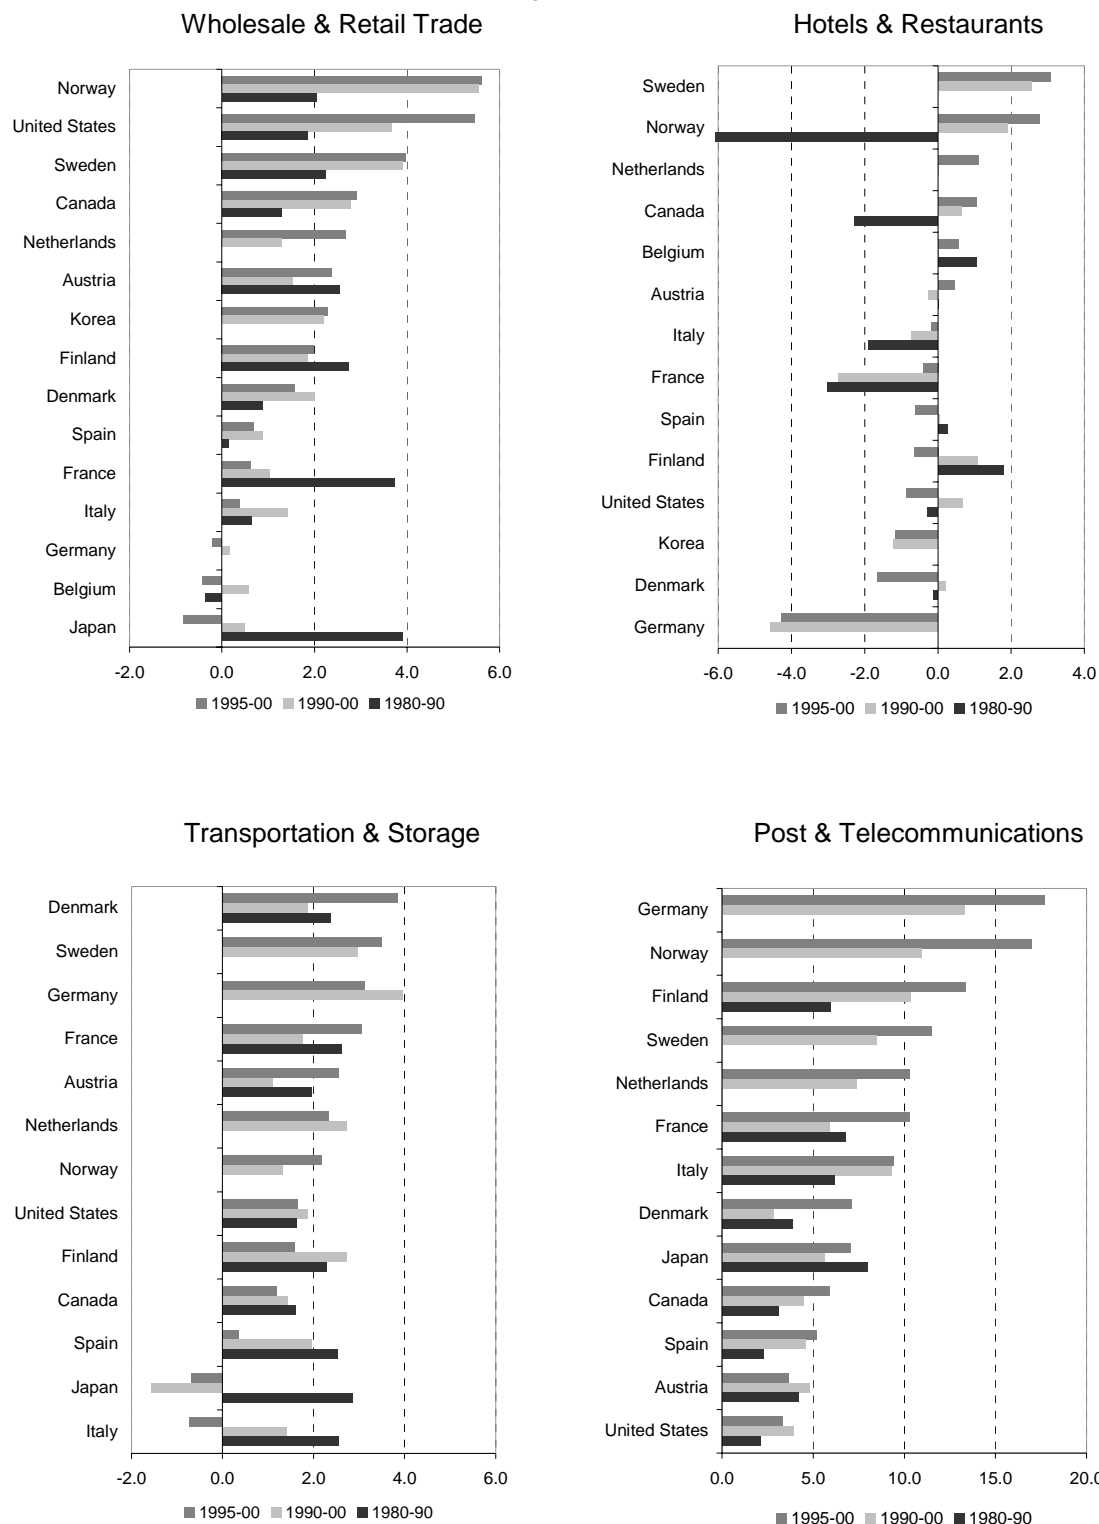 Wholesale & Retail Trade
Norway
United States
Sweden
Canada
Netherlands
Austria
Korea
Finland
Denmark
Spain
France
Italy
Germany
Belgium
Japan
-2.0 0.0 2.0 4.0 6.0
1995-00 1990-00 1980-90
Hotels & Restaurants
Sweden
Norway
Netherlands
Canada
Belgium
Austria
Italy
France
Spain
Finland
United States
Korea
Denmark
Germany
-6.0 -4.0 -2.0 0.0 2.0 4.0
1995-00 1990-00 1980-90
Transportation & Storage
Denmark
Sweden
Germany
France
Austria
Netherlands
Norway
United States
Finland
Canada
Spain
Japan
Italy
-2.0 0.0 2.0 4.0 6.0
1995-00 1990-00 1980-90
Post & Telecommunications
Germany
Norway
Finland
Sweden
Netherlands
France
Italy
Denmark
Japan
Canada
Spain
Austria
United States
0.0 5.0 10.0 15.0 20.0
1995-00 1990-00 1980-90